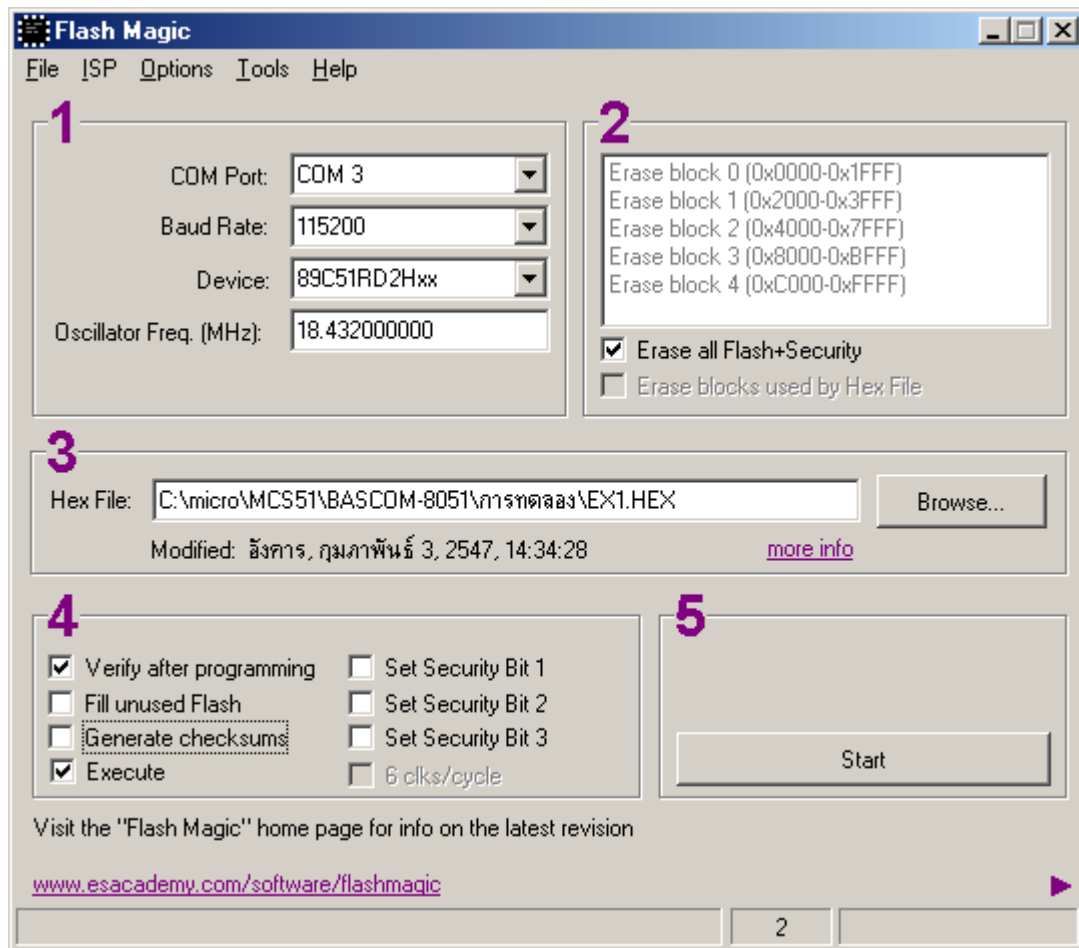 Flash Magic
File ISP Options Tools Help
1
COM Port: COM 3
Baud Rate: 115200
Device: 89C51RD2Hxx
Oscillator Freq. (MHz): 18.432000000
2
Erase block 0 (0x0000-0x1FFF)
Erase block 1 (0x2000-0x3FFF)
Erase block 2 (0x4000-0x7FFF)
Erase block 3 (0x8000-0xBFFF)
Erase block 4 (0xC000-0xFFFF)
Erase all Flash+Security
Erase blocks used by Hex File
3
Hex File: C:\micro\MCS51\BASCOM-8051\การทดลอง\EX1.HEX Browse...
Modified: อังคาร, กุมภาพันธ์ 3, 2547, 14:34:28 more info
4
Verify after programming Set Security Bit 1
Fill unused Flash Set Security Bit 2
Generate checksums Set Security Bit 3
Execute 6 clks/cycle
5
Start
Visit the "Flash Magic" home page for info on the latest revision
www.esacademy.com/software/flashmagic
2